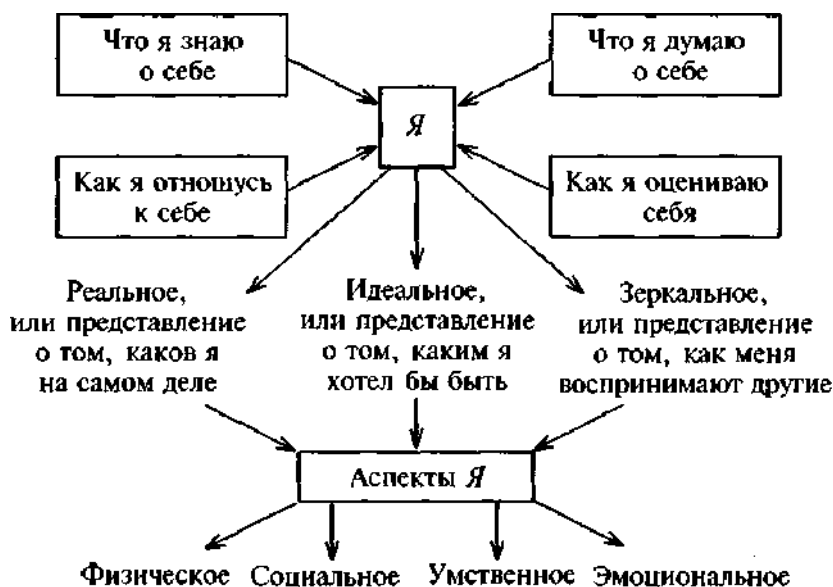 Что я знаю
о себе
Что я думаю
о себе
Я
Как я отношусь
к себе
Как я оцениваю
себя
Реальное,
или представление
о том, каков я
на самом деле
Идеальное,
или представление
о том, каким я
хотел бы быть
Зеркальное,
или представление
о том, как меня
воспринимают другие
Аспекты Я
Физическое Социальное Умственное Эмоциональное